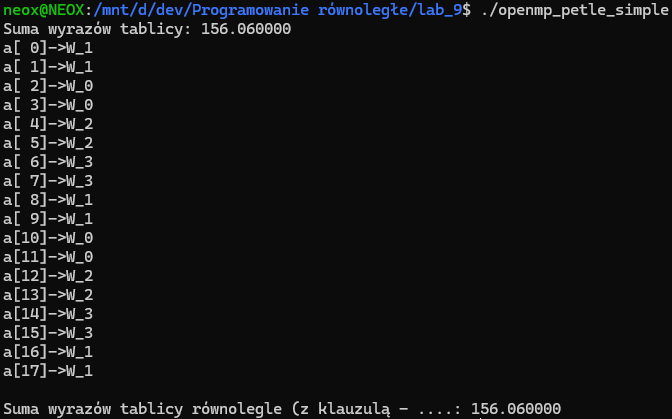 neox@NEOX:/mnt/d/dev/Programowanie równoległe/lab_9$ ./openmp_petle_simple
Suma wyrazów tablicy: 156.060000
a[ 0]->W_1
a[ 1]->W_1
a[ 2]->W_0
a[ 3]->W_0
a[ 4]->W_2
a[ 5]->W_2
a[ 6]->W_3
a[ 7]->W_3
a[ 8]->W_1
a[ 9]->W_1
a[10]->W_0
a[11]->W_0
a[12]->W_2
a[13]->W_2
a[14]->W_3
a[15]->W_3
a[16]->W_1
a[17]->W_1
Suma wyrazów tablicy równolegle (z klauzulą - ....: 156.060000